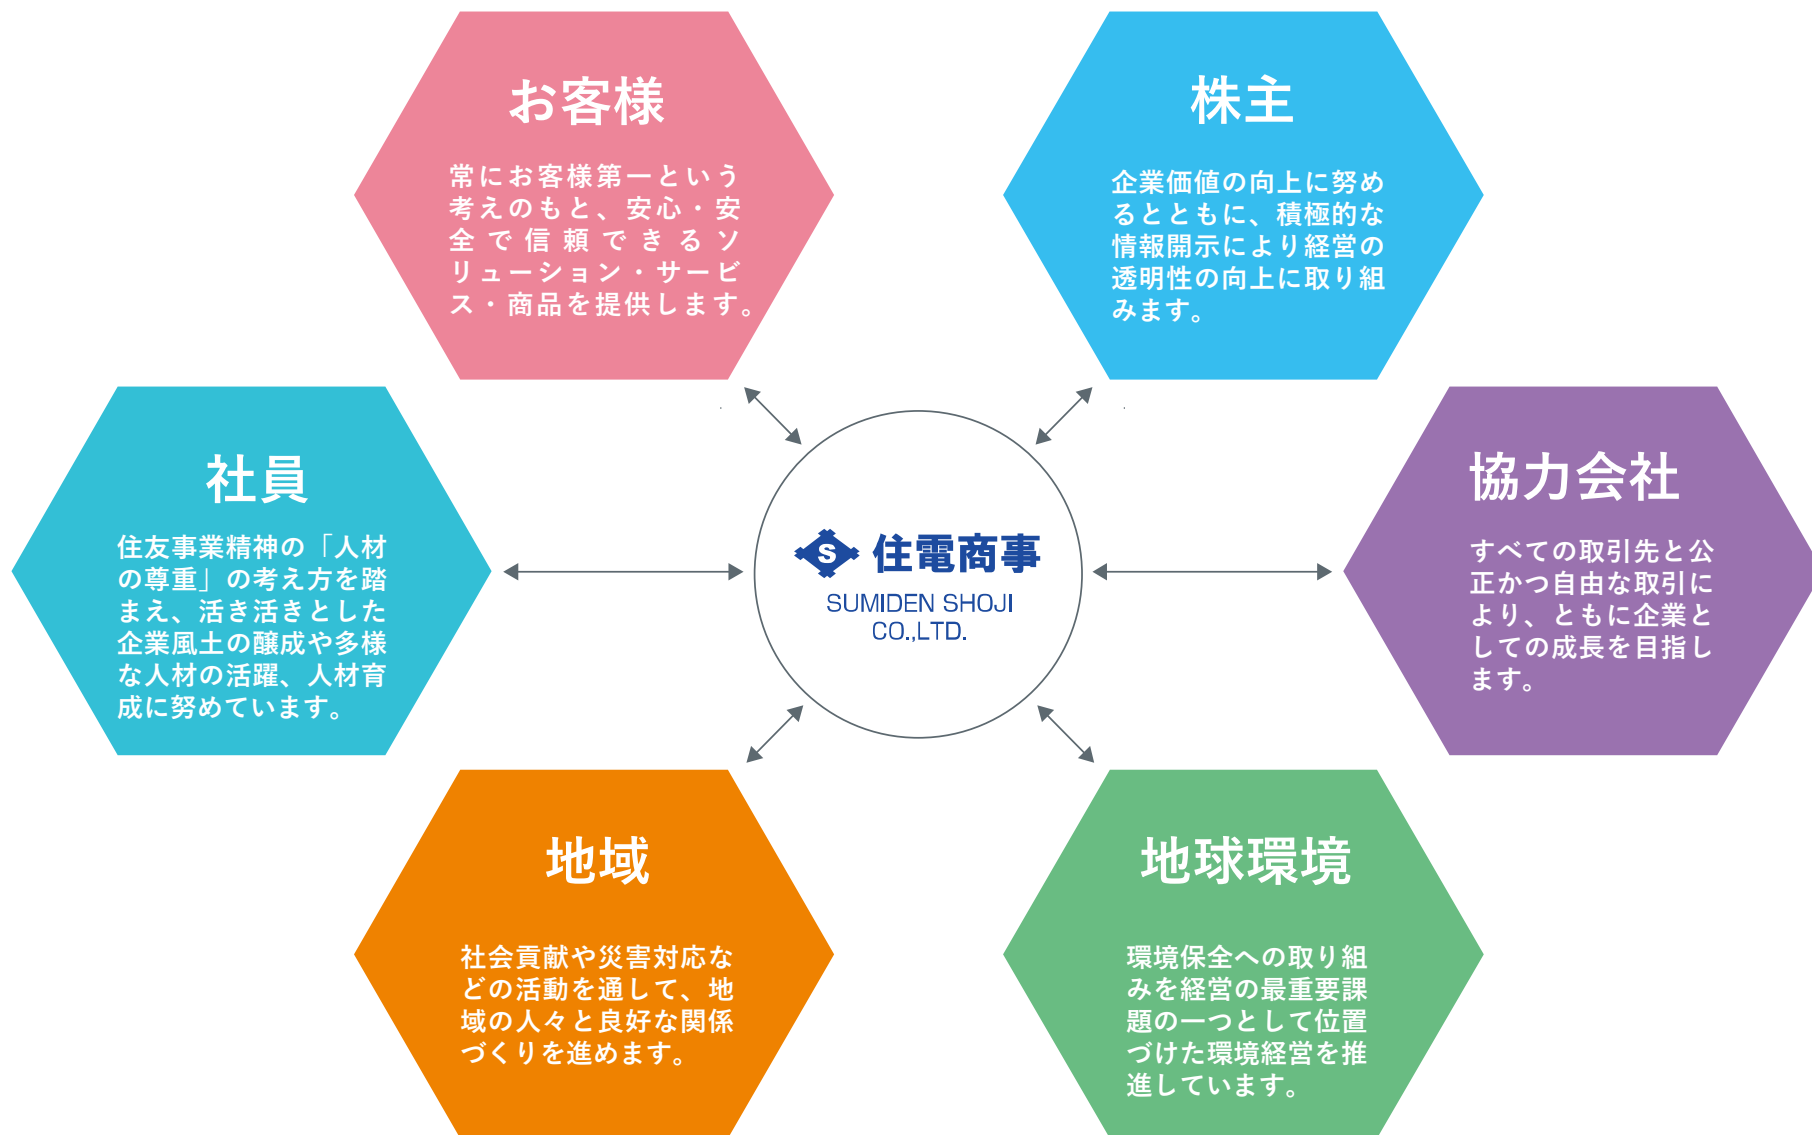 お客様
常にお客様第一という
考えのもと、安心・安
全で信頼できるソ
リューション・サービ
ス・商品を提供します。
株主
企業価値の向上に努め
るとともに、積極的な
情報開示により経営の
透明性の向上に取り組
みます。
社員
住友事業精神の「人材
の尊重」の考え方を踏
まえ、活き活きとした
企業風土の醸成や多様
な人材の活躍、人材育
成に努めています。
S 住電商事
SUMIDEN SHOJI
CO.,LTD.
協力会社
すべての取引先と公
正かつ自由な取引に
より、ともに企業と
しての成長を目指し
ます。
地域
社会貢献や災害対応な
どの活動を通して、地
域の人々と良好な関係
づくりを進めます。
地球環境
環境保全への取り組
みを経営の最重要課
題の一つとして位置
づけた環境経営を推
進しています。